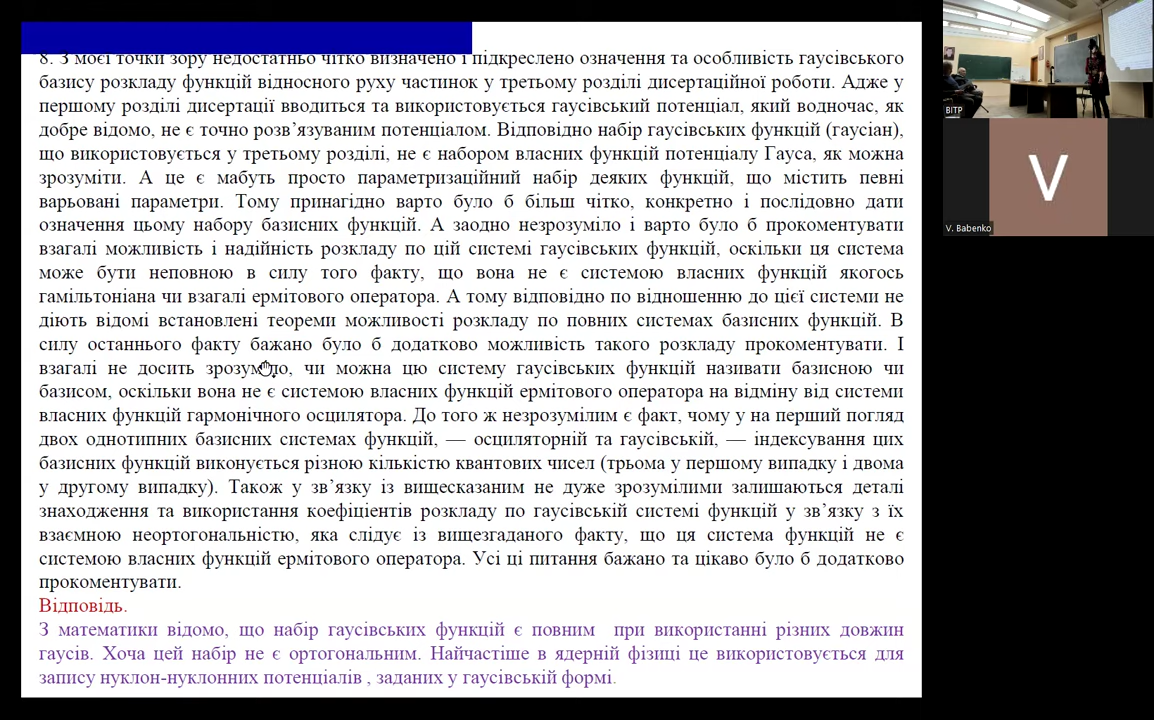 8. З моєї точки зору недостатньо чітко визначено і підкреслено означення та особливість гаусівського
базису розкладу функцій відносного руху частинок у третьому розділі дисертаційної роботи. Адже у
першому розділі дисертації вводиться та використовується гаусівський потенціал, який водночас, як
добре відомо, не є точно розв’язуваним потенціалом. Відповідно набір гаусівських функцій (гаусіан),
що використовується у третьому розділі, не є набором власних функцій потенціалу Гауса, як можна
зрозуміти. А це є мабуть просто параметризаційний набір деяких функцій, що містить певні
варьовані параметри. Тому принагідно варто було б більш чітко, конкретно і послідовно дати
означення цьому набору базисних функцій. А заодно незрозуміло і варто було б прокоментувати
взагалі можливість і надійність розкладу по цій системі гаусівських функцій, оскільки ця система
може бути неповною в силу того факту, що вона не є системою власних функцій якогось
гамільтоніана чи взагалі ермітового оператора. А тому відповідно по відношенню до цієї системи не
діють відомі встановлені теореми можливості розкладу по повних системах базисних функцій. В
силу останнього факту бажано було б додатково можливість такого розкладу прокоментувати. І
взагалі не досить зрозуміло, чи можна цю систему гаусівських функцій називати базисною чи
базисом, оскільки вона не є системою власних функцій ермітового оператора на відміну від системи
власних функцій гармонічного осцилятора. До того ж незрозумілим є факт, чому у на перший погляд
двох однотипних базисних системах функцій, — осциляторній та гаусівській, — індексування цих
базисних функцій виконується різною кількістю квантових чисел (трьома у першому випадку і двома
у другому випадку). Також у зв’язку із вищесказаним не дуже зрозумілими залишаються деталі
знаходження та використання коефіцієнтів розкладу по гаусівській системі функцій у зв’язку з їх
взаємною неортогональністю, яка слідує із вищезгаданого факту, що ця система функцій не є
системою власних функцій ермітового оператора. Усі ці питання бажано та цікаво було б додатково
прокоментувати.
Відповідь.
З математики відомо, що набір гаусівських функцій є повним при використанні різних довжин
гаусів. Хоча цей набір не є ортогональним. Найчастіше в ядерній фізиці це використовується для
запису нуклон-нуклонних потенціалів , заданих у гаусівській формі.
ВІТР
V
V. Babenko